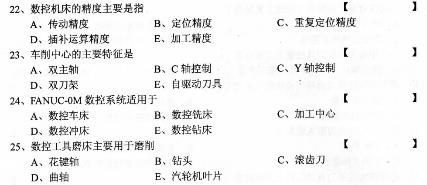 22、数控机床的精度主要是指 【 】
A、传动精度 B、定位精度 C、重复定位精度
D、插补运算精度 E、加工精度
23、车削中心的主要特征是 【 】
A、双主轴 B、C轴控制 C、Y轴控制
D、双刀架 E、自驱动刀具
24、FANUC-0M 数控系统适用于 【 】
A、数控车床 B、数控铣床 C、加工中心
D、数控冲床 E、数控钻床
25、数控工具磨床主要用于磨削 【 】
A、花键轴 B、钻头 C、滚齿刀
D、曲轴 E、汽轮机叶片